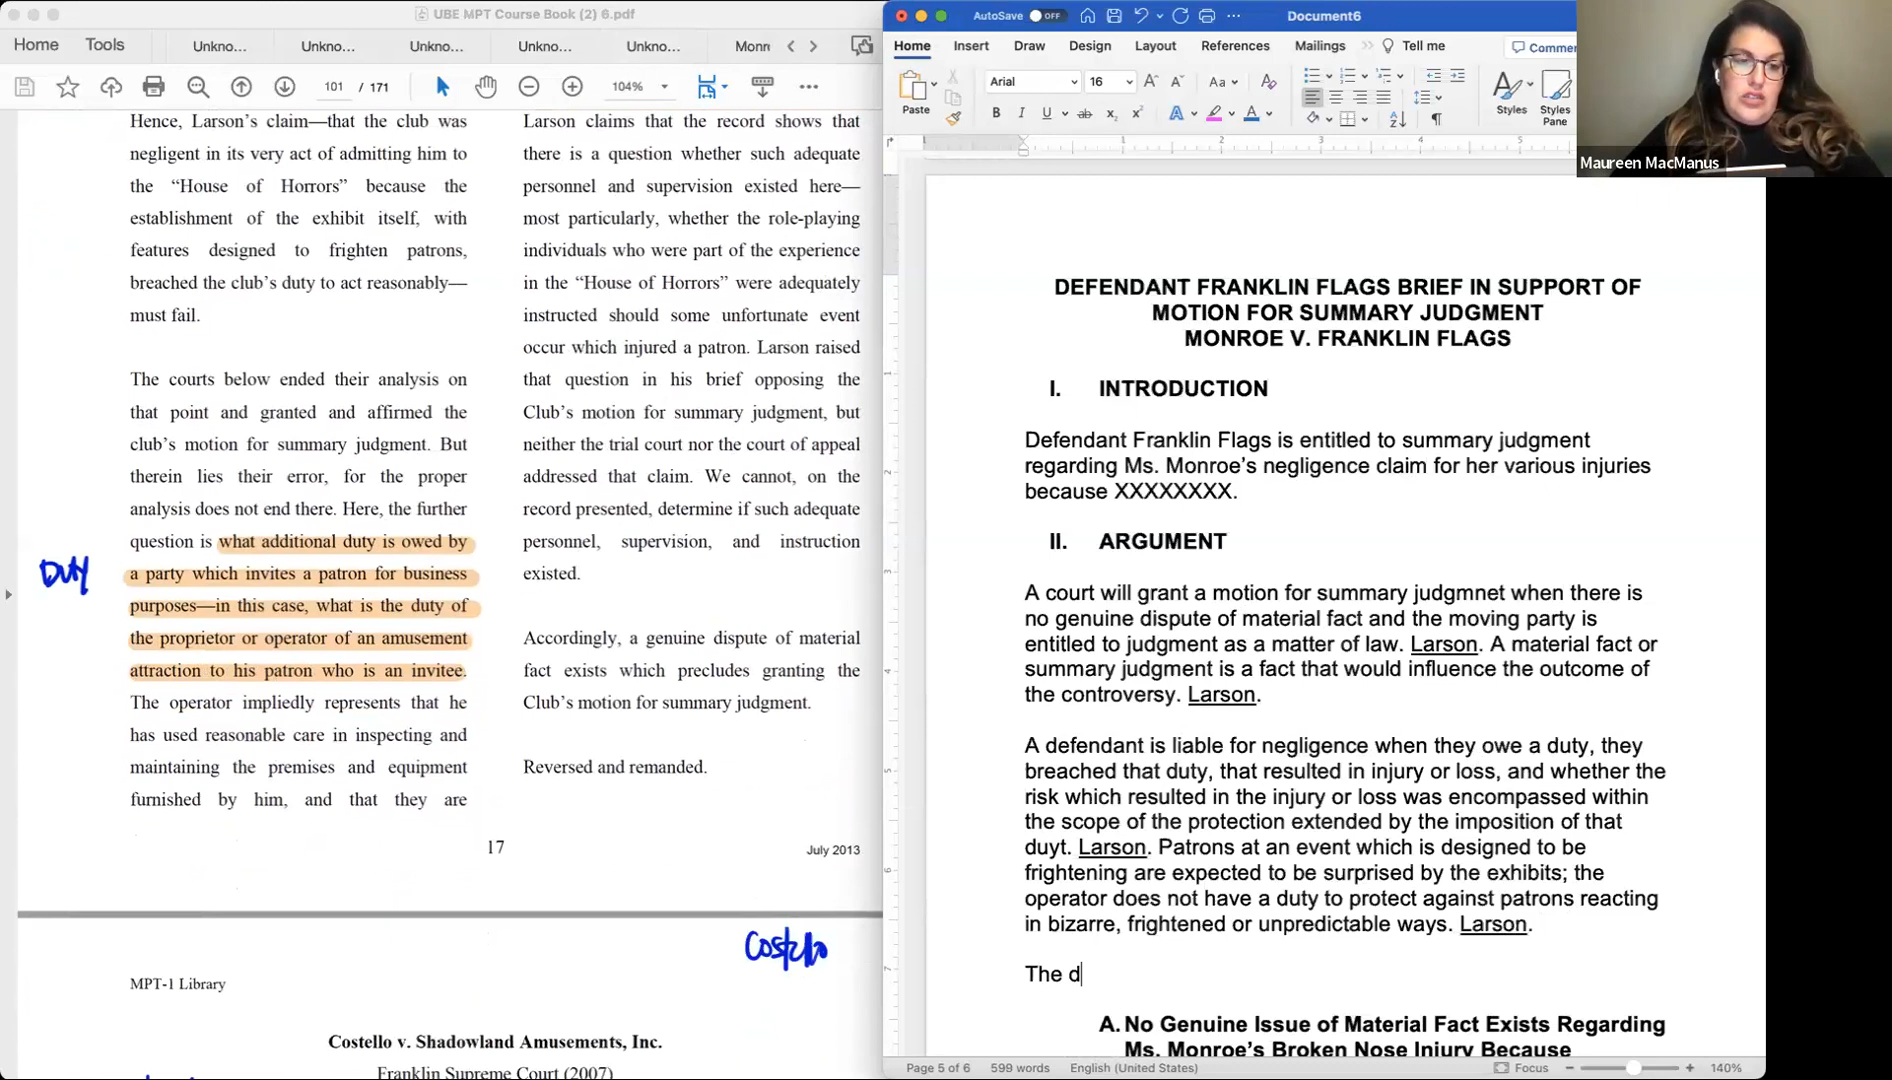 UBE MPT Course Book (2) 6.pdf
Home Tools Unkno... Unkno... Unkno... Unkno... Unkno... Monr
101 / 171 104%
Hence, Larson's claim—that the club was
negligent in its very act of admitting him to
the “House of Horrors” because the
establishment of the exhibit itself, with
features designed to frighten patrons,
breached the club's duty to act reasonably—
must fail.
The courts below ended their analysis on
that point and granted and affirmed the
club's motion for summary judgment. But
therein lies their error, for the proper
analysis does not end there. Here, the further
question is what additional duty is owed by
a party which invites a patron for business
purposes—in this case, what is the duty of
the proprietor or operator of an amusement
attraction to his patron who is an invitee.
The operator impliedly represents that he
has used reasonable care in inspecting and
maintaining the premises and equipment
furnished by him, and that they are
Duty
Larson claims that the record shows that
there is a question whether such adequate
personnel and supervision existed here—
most particularly, whether the role-playing
individuals who were part of the experience
in the “House of Horrors” were adequately
instructed should some unfortunate event
occur which injured a patron. Larson raised
that question in his brief opposing the
Club's motion for summary judgment, but
neither the trial court nor the court of appeal
addressed that claim. We cannot, on the
record presented, determine if such adequate
personnel, supervision, and instruction
existed.
Accordingly, a genuine dispute of material
fact exists which precludes granting the
Club's motion for summary judgment.
Reversed and remanded.
17
July 2013
Costello
MPT-1 Library
Costello v. Shadowland Amusements, Inc.
Franklin Supreme Court (2007)
AutoSave OFF Document6
Home Insert Draw Design Layout References Mailings Tell me Comme
Paste Arial 16 Aa Styles Styles Pane
B I U ab x₂ x² A A
1 1 2 3 4 5
1
2
3
4
5
6
7
Maureen MacManus
DEFENDANT FRANKLIN FLAGS BRIEF IN SUPPORT OF
MOTION FOR SUMMARY JUDGMENT
MONROE V. FRANKLIN FLAGS
I. INTRODUCTION
Defendant Franklin Flags is entitled to summary judgment
regarding Ms. Monroe's negligence claim for her various injuries
because XXXXXXXX.
II. ARGUMENT
A court will grant a motion for summary judgmnet when there is
no genuine dispute of material fact and the moving party is
entitled to judgment as a matter of law. Larson. A material fact or
summary judgment is a fact that would influence the outcome of
the controversy. Larson.
A defendant is liable for negligence when they owe a duty, they
breached that duty, that resulted in injury or loss, and whether the
risk which resulted in the injury or loss was encompassed within
the scope of the protection extended by the imposition of that
duyt. Larson. Patrons at an event which is designed to be
frightening are expected to be surprised by the exhibits; the
operator does not have a duty to protect against patrons reacting
in bizarre, frightened or unpredictable ways. Larson.
The d
A. No Genuine Issue of Material Fact Exists Regarding
Ms. Monroe's Broken Nose Injury Because
Page 5 of 6 599 words English (United States) Focus 140%